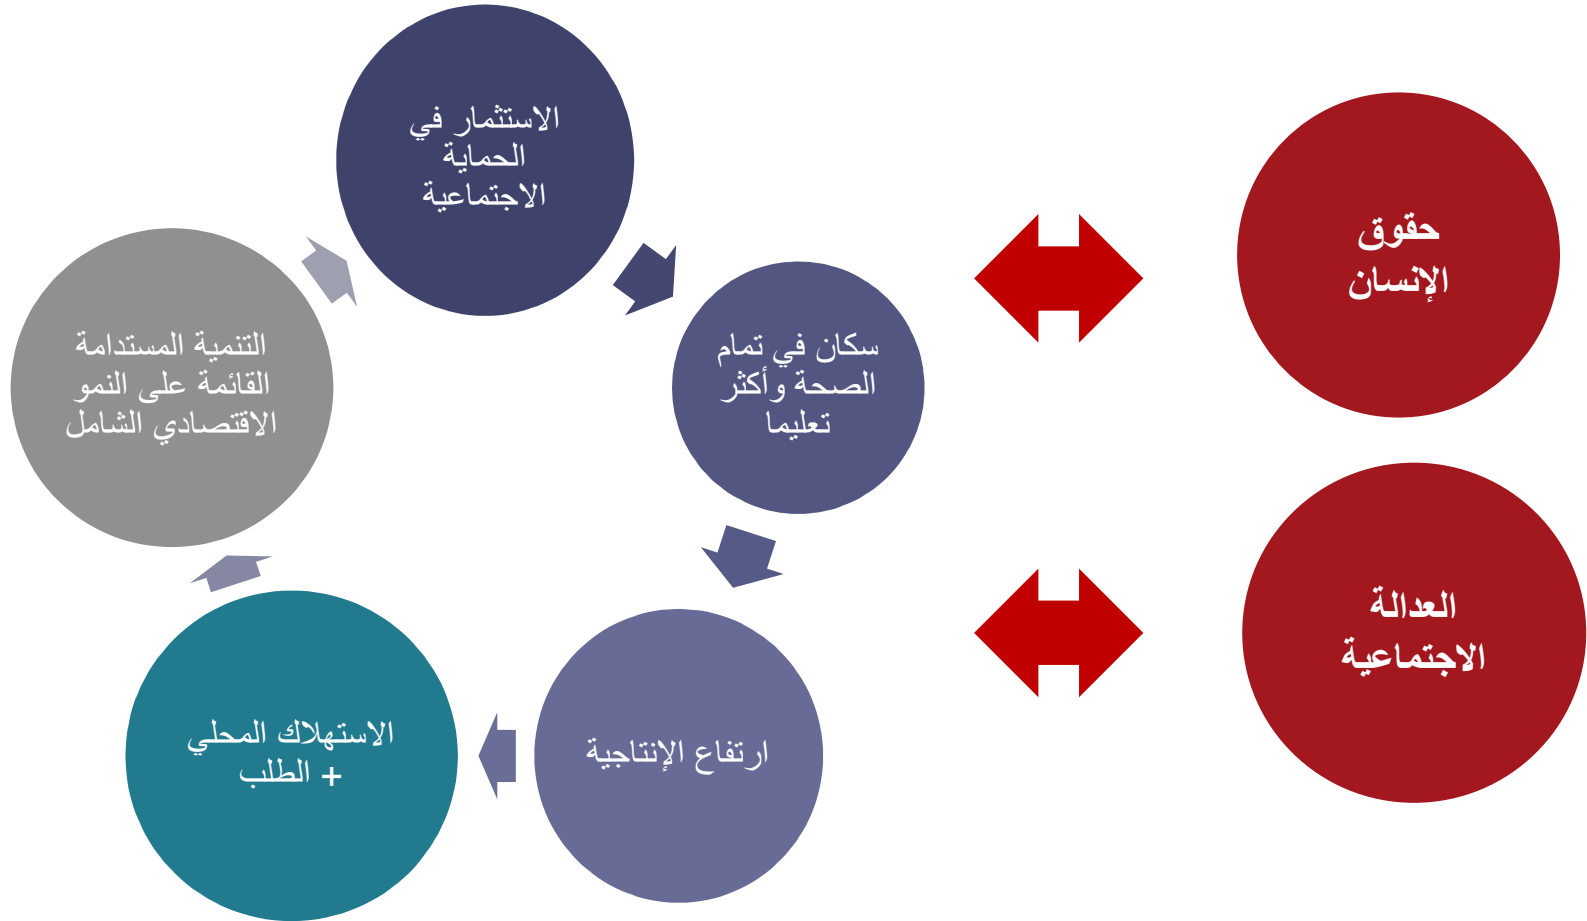 الاستثمار في
الحماية
الاجتماعية
سكان في تمام
الصحة وأكثر
تعليما
ارتفاع الإنتاجية
الاستهلاك المحلي
+ الطلب
التنمية المستدامة
القائمة على النمو
الاقتصادي الشامل
حقوق
الإنسان
العدالة
الاجتماعية